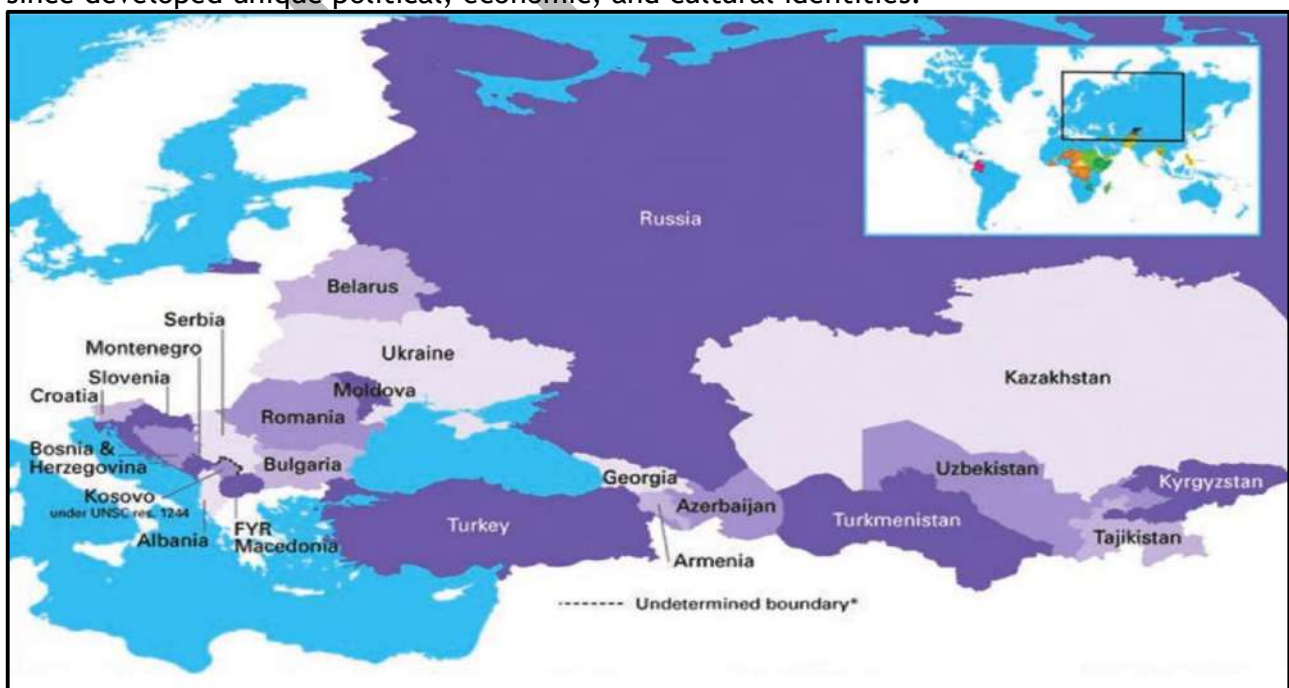 since developed unique political, economic, and cultural identities.
Russia
Belarus
Serbia
Montenegro
Ukraine
Slovenia
Moldova
Croatia
Kazakhstan
Romania
Bosnia &
Herzegovina
Bulgaria
Georgia
Uzbekistan
Kyrgyzstan
Kosovo
under UNSC res. 1244
Azerbaijan
Turkey
Turkmenistan
Albania
FYR
Macedonia
Tajikistan
Armenia
Undetermined boundary*